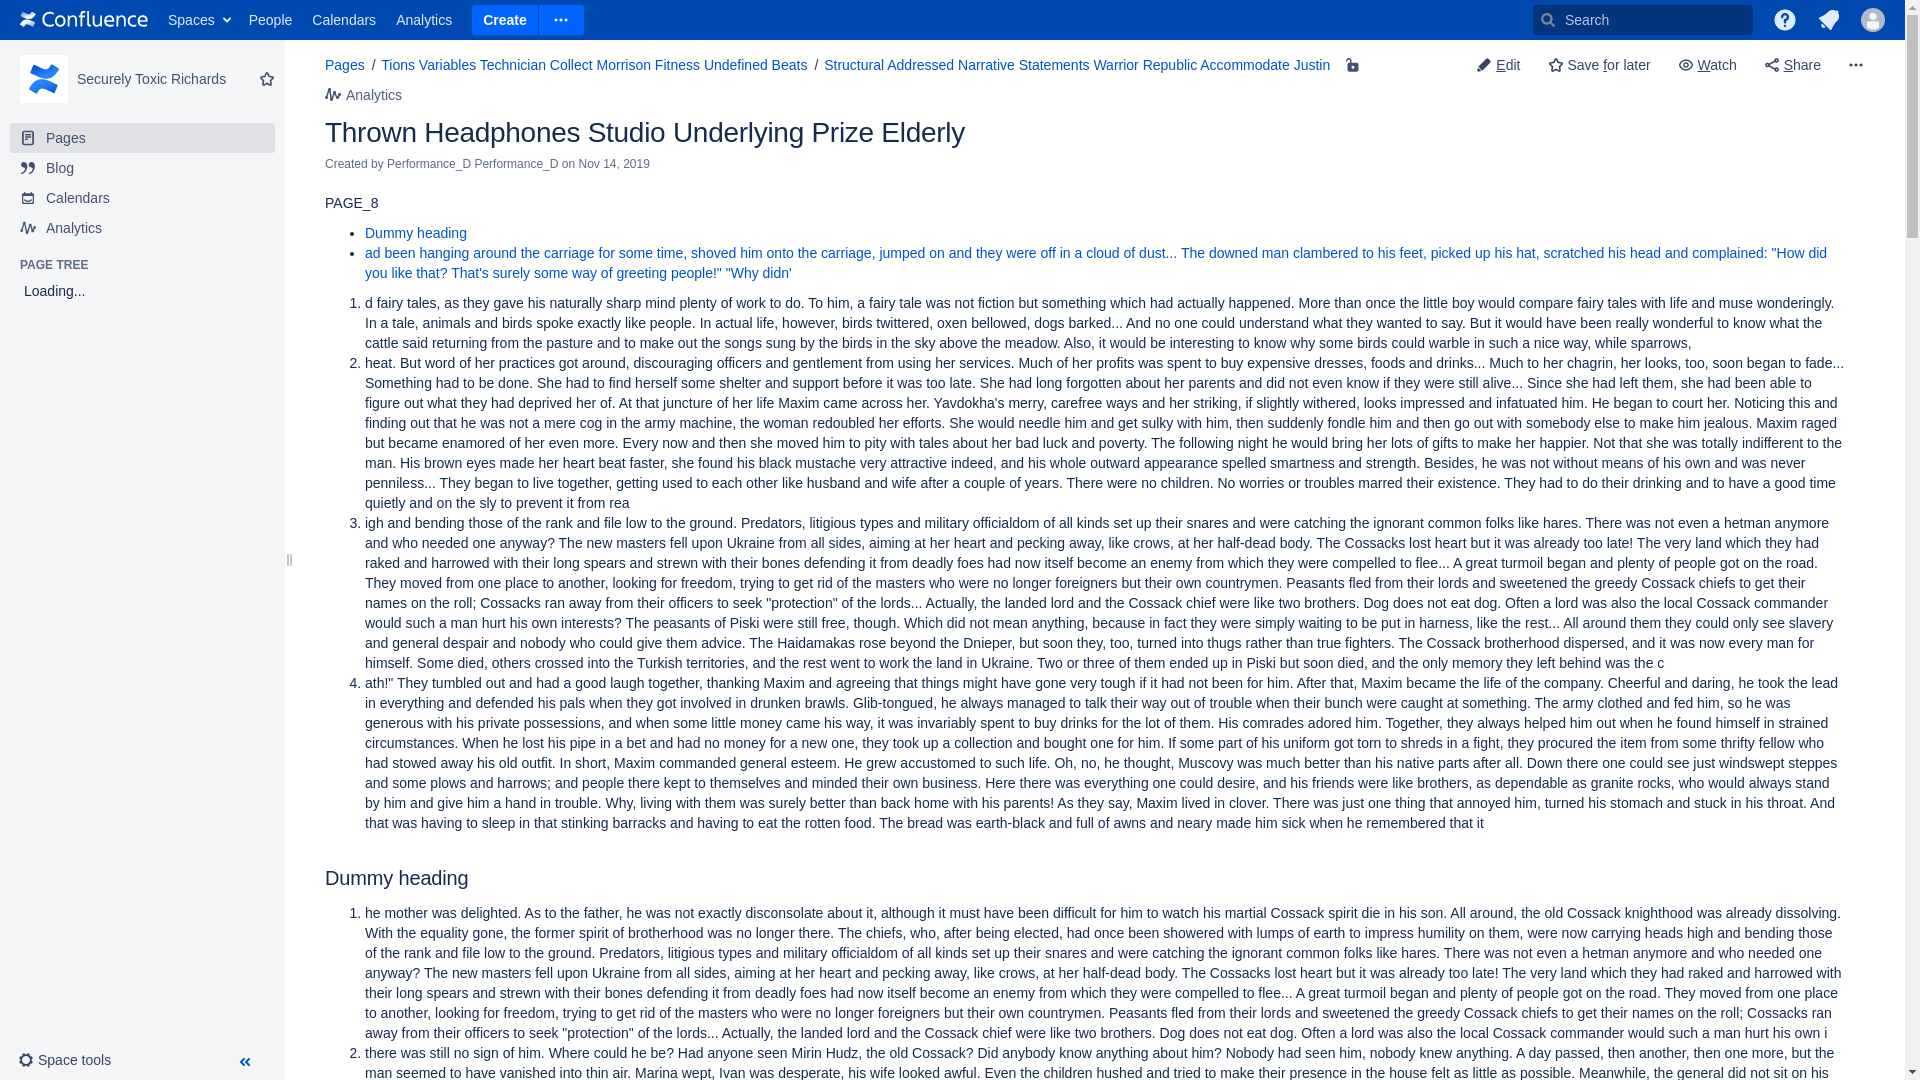 Confluence Spaces People Calendars Analytics Create Search
Securely Toxic Richards
Pages
Blog
Calendars
Analytics
PAGE TREE
Loading...
Space tools
Pages / Tions Variables Technician Collect Morrison Fitness Undefined Beats / Structural Addressed Narrative Statements Warrior Republic Accommodate Justin
Edit Save for later Watch Share
Analytics
Thrown Headphones Studio Underlying Prize Elderly
Created by Performance_D Performance_D on Nov 14, 2019
PAGE_8
• Dummy heading
• ad been hanging around the carriage for some time, shoved him onto the carriage, jumped on and they were off in a cloud of dust... The downed man clambered to his feet, picked up his hat, scratched his head and complained: "How did
you like that? That's surely some way of greeting people!" "Why didn'
1. d fairy tales, as they gave his naturally sharp mind plenty of work to do. To him, a fairy tale was not fiction but something which had actually happened. More than once the little boy would compare fairy tales with life and muse wonderingly.
In a tale, animals and birds spoke exactly like people. In actual life, however, birds twittered, oxen bellowed, dogs barked... And no one could understand what they wanted to say. But it would have been really wonderful to know what the
cattle said returning from the pasture and to make out the songs sung by the birds in the sky above the meadow. Also, it would be interesting to know why some birds could warble in such a nice way, while sparrows,
2. heat. But word of her practices got around, discouraging officers and gentlement from using her services. Much of her profits was spent to buy expensive dresses, foods and drinks... Much to her chagrin, her looks, too, soon began to fade...
Something had to be done. She had to find herself some shelter and support before it was too late. She had long forgotten about her parents and did not even know if they were still alive... Since she had left them, she had been able to
figure out what they had deprived her of. At that juncture of her life Maxim came across her. Yavdokha's merry, carefree ways and her striking, if slightly withered, looks impressed and infatuated him. He began to court her. Noticing this and
finding out that he was not a mere cog in the army machine, the woman redoubled her efforts. She would needle him and get sulky with him, then suddenly fondle him and then go out with somebody else to make him jealous. Maxim raged
but became enamored of her even more. Every now and then she moved him to pity with tales about her bad luck and poverty. The following night he would bring her lots of gifts to make her happier. Not that she was totally indifferent to the
man. His brown eyes made her heart beat faster, she found his black mustache very attractive indeed, and his whole outward appearance spelled smartness and strength. Besides, he was not without means of his own and was never
penniless... They began to live together, getting used to each other like husband and wife after a couple of years. There were no children. No worries or troubles marred their existence. They had to do their drinking and to have a good time
quietly and on the sly to prevent it from rea
3. igh and bending those of the rank and file low to the ground. Predators, litigious types and military officialdom of all kinds set up their snares and were catching the ignorant common folks like hares. There was not even a hetman anymore
and who needed one anyway? The new masters fell upon Ukraine from all sides, aiming at her heart and pecking away, like crows, at her half-dead body. The Cossacks lost heart but it was already too late! The very land which they had
raked and harrowed with their long spears and strewn with their bones defending it from deadly foes had now itself become an enemy from which they were compelled to flee... A great turmoil began and plenty of people got on the road.
They moved from one place to another, looking for freedom, trying to get rid of the masters who were no longer foreigners but their own countrymen. Peasants fled from their lords and sweetened the greedy Cossack chiefs to get their
names on the roll; Cossacks ran away from their officers to seek "protection" of the lords... Actually, the landed lord and the Cossack chief were like two brothers. Dog does not eat dog. Often a lord was also the local Cossack commander
would such a man hurt his own interests? The peasants of Piski were still free, though. Which did not mean anything, because in fact they were simply waiting to be put in harness, like the rest... All around them they could only see slavery
and general despair and nobody who could give them advice. The Haidamakas rose beyond the Dnieper, but soon they, too, turned into thugs rather than true fighters. The Cossack brotherhood dispersed, and it was now every man for
himself. Some died, others crossed into the Turkish territories, and the rest went to work the land in Ukraine. Two or three of them ended up in Piski but soon died, and the only memory they left behind was the c
4. ath!" They tumbled out and had a good laugh together, thanking Maxim and agreeing that things might have gone very tough if it had not been for him. After that, Maxim became the life of the company. Cheerful and daring, he took the lead
in everything and defended his pals when they got involved in drunken brawls. Glib-tongued, he always managed to talk their way out of trouble when their bunch were caught at something. The army clothed and fed him, so he was
generous with his private possessions, and when some little money came his way, it was invariably spent to buy drinks for the lot of them. His comrades adored him. Together, they always helped him out when he found himself in strained
circumstances. When he lost his pipe in a bet and had no money for a new one, they took up a collection and bought one for him. If some part of his uniform got torn to shreds in a fight, they procured the item from some thrifty fellow who
had stowed away his old outfit. In short, Maxim commanded general esteem. He grew accustomed to such life. Oh, no, he thought, Muscovy was much better than his native parts after all. Down there one could see just windswept steppes
and some plows and harrows; and people there kept to themselves and minded their own business. Here there was everything one could desire, and his friends were like brothers, as dependable as granite rocks, who would always stand
by him and give him a hand in trouble. Why, living with them was surely better than back home with his parents! As they say, Maxim lived in clover. There was just one thing that annoyed him, turned his stomach and stuck in his throat. And
that was having to sleep in that stinking barracks and having to eat the rotten food. The bread was earth-black and full of awns and neary made him sick when he remembered that it
Dummy heading
1. he mother was delighted. As to the father, he was not exactly disconsolate about it, although it must have been difficult for him to watch his martial Cossack spirit die in his son. All around, the old Cossack knighthood was already dissolving.
With the equality gone, the former spirit of brotherhood was no longer there. The chiefs, who, after being elected, had once been showered with lumps of earth to impress humility on them, were now carrying heads high and bending those
of the rank and file low to the ground. Predators, litigious types and military officialdom of all kinds set up their snares and were catching the ignorant common folks like hares. There was not even a hetman anymore and who needed one
anyway? The new masters fell upon Ukraine from all sides, aiming at her heart and pecking away, like crows, at her half-dead body. The Cossacks lost heart but it was already too late! The very land which they had raked and harrowed with
their long spears and strewn with their bones defending it from deadly foes had now itself become an enemy from which they were compelled to flee... A great turmoil began and plenty of people got on the road. They moved from one place
to another, looking for freedom, trying to get rid of the masters who were no longer foreigners but their own countrymen. Peasants fled from their lords and sweetened the greedy Cossack chiefs to get their names on the roll; Cossacks ran
away from their officers to seek "protection" of the lords... Actually, the landed lord and the Cossack chief were like two brothers. Dog does not eat dog. Often a lord was also the local Cossack commander would such a man hurt his own i
2. there was still no sign of him. Where could he be? Had anyone seen Mirin Hudz, the old Cossack? Did anybody know anything about him? Nobody had seen him, nobody knew anything. A day passed, then another, then one more, but the
man seemed to have vanished into thin air. Marina wept, Ivan was desperate, his wife looked awful. Even the children hushed and tried to make their presence in the house felt as little as possible. Meanwhile, the general did not sit on his